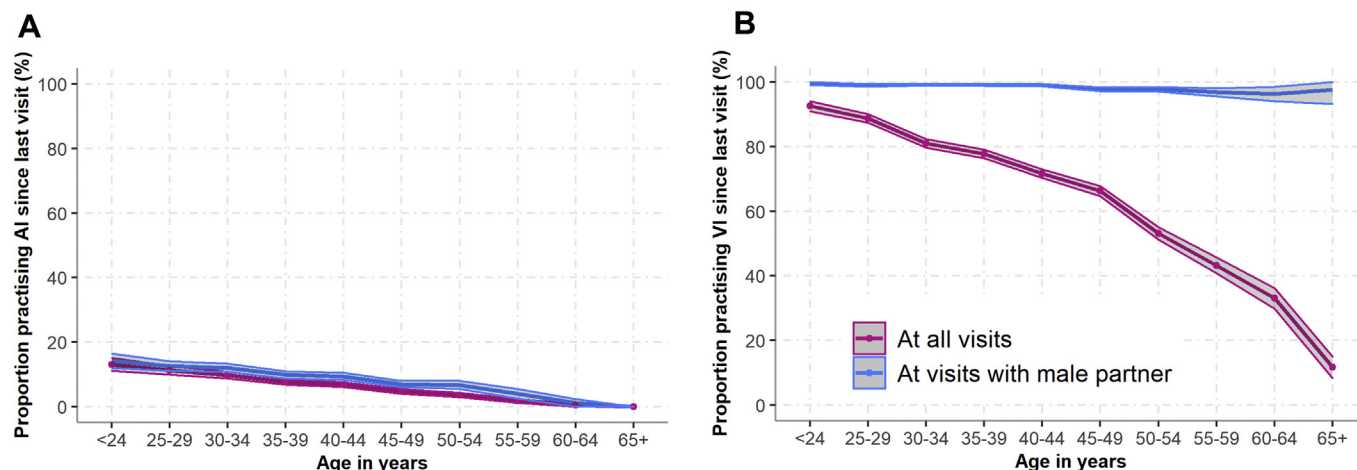 A
Proportion practising AI since last visit (%)
100
80
60
40
20
0
<24 25-29 30-34 35-39 40-44 45-49 50-54 55-59 60-64 65+
Age in years
B
Proportion practising VI since last visit (%)
100
80
60
40
20
0
At all visits
At visits with male partner
<24 25-29 30-34 35-39 40-44 45-49 50-54 55-59 60-64 65+
Age in years